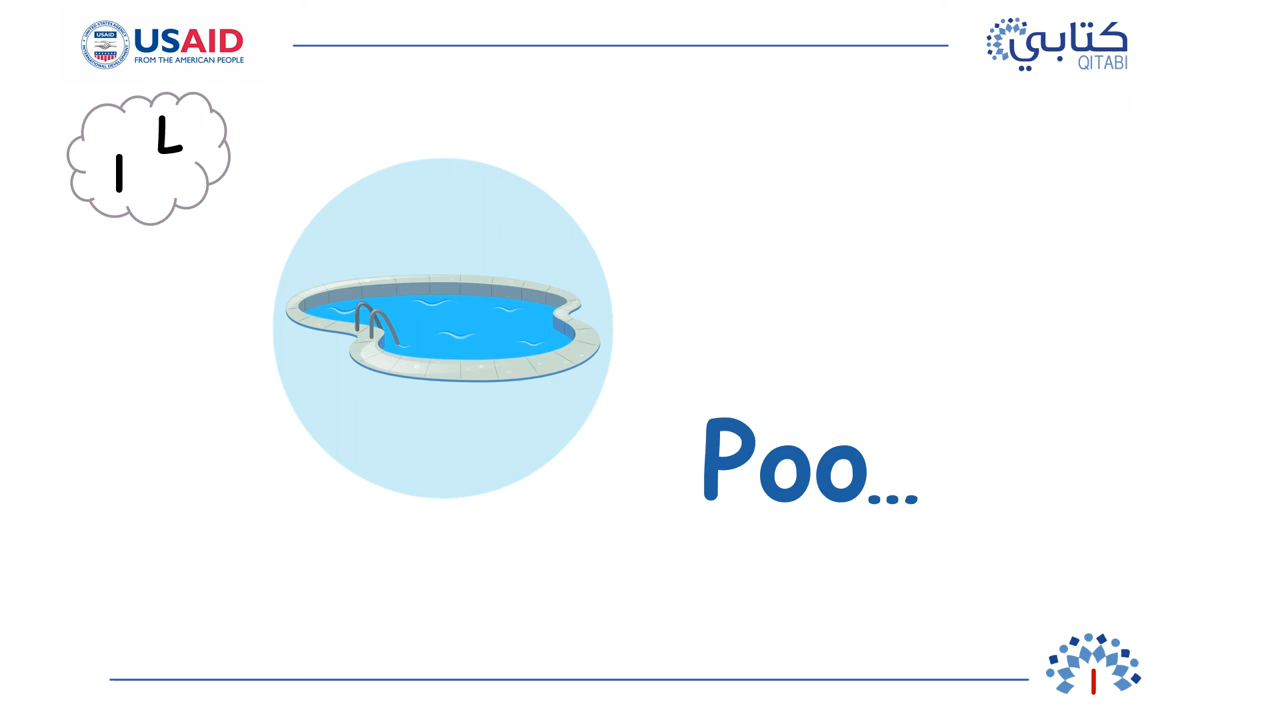 USAID
FROM THE AMERICAN PEOPLE
كتابي
QITABI
L
l
Poo...
l